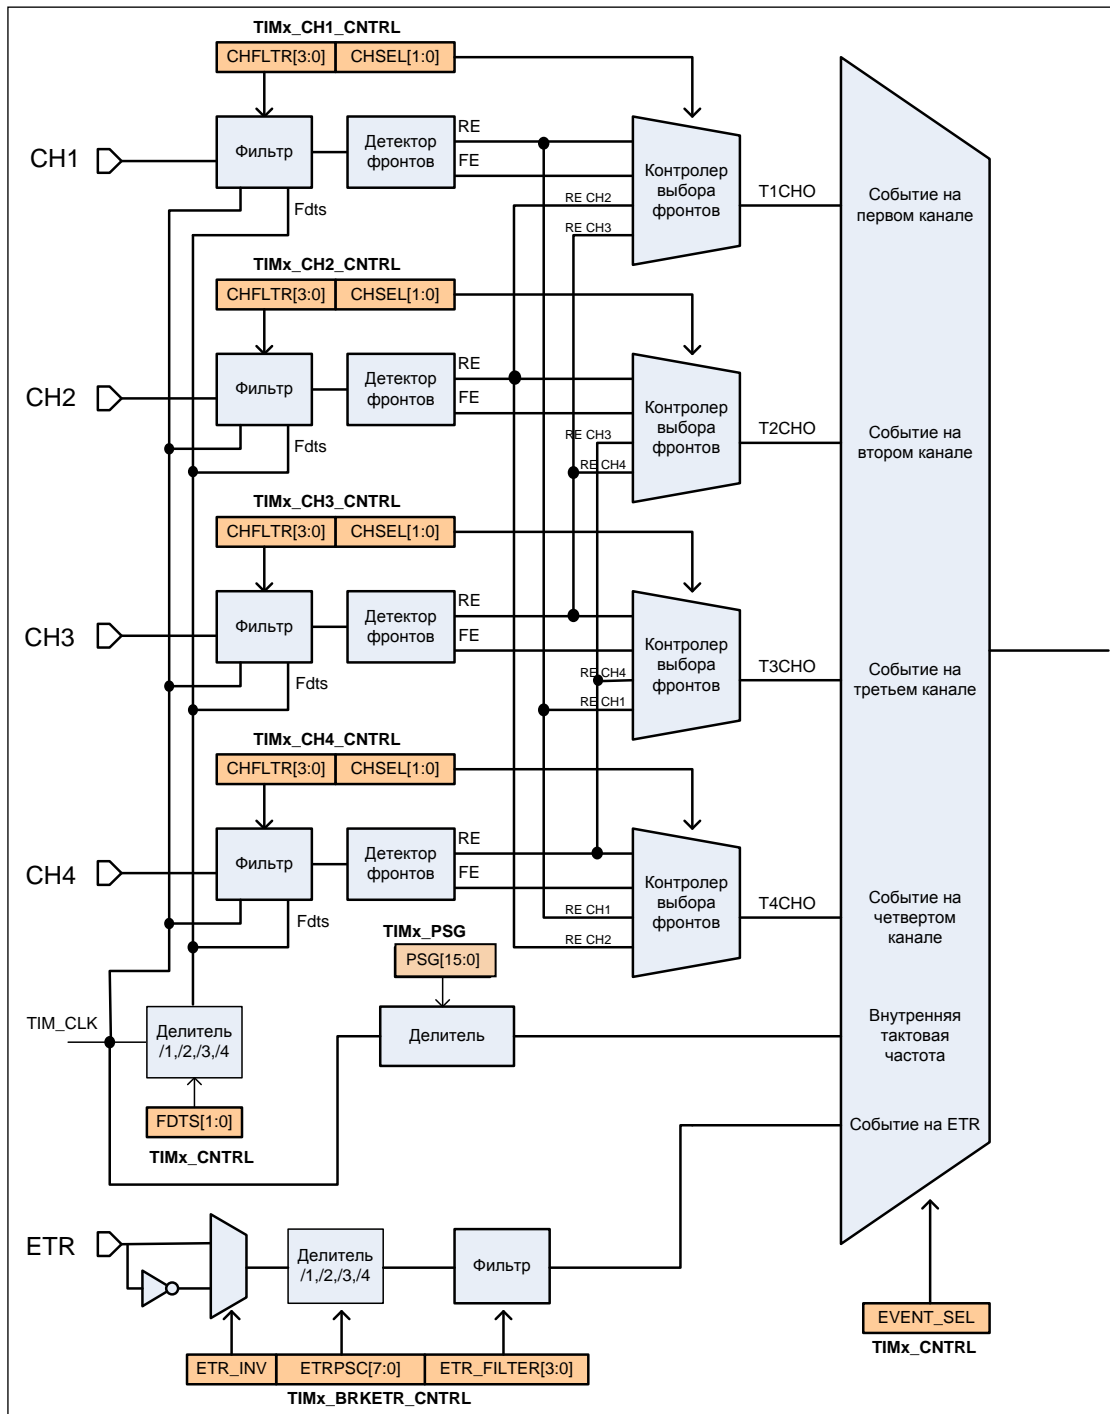 TIMx_CH1_CNTRL
CHFLTR[3:0] CHSEL[1:0]
CH1
Фильтр
Детектор
фронтов
RE
FE
RE CH2
RE CH3
Fdts
Контролер
выбора
фронтов
T1CHO
Событие на
первом канале
TIMx_CH2_CNTRL
CHFLTR[3:0] CHSEL[1:0]
CH2
Фильтр
Детектор
фронтов
RE
FE
RE CH3
RE CH4
Fdts
Контролер
выбора
фронтов
T2CHO
Событие на
втором канале
TIMx_CH3_CNTRL
CHFLTR[3:0] CHSEL[1:0]
CH3
Фильтр
Детектор
фронтов
RE
FE
RE CH4
RE CH1
Fdts
Контролер
выбора
фронтов
T3CHO
Событие на
третьем канале
TIMx_CH4_CNTRL
CHFLTR[3:0] CHSEL[1:0]
CH4
Фильтр
Детектор
фронтов
RE
FE
RE CH1
RE CH2
Fdts
Контролер
выбора
фронтов
T4CHO
Событие на
четвертом
канале
TIMx_PSG
PSG[15:0]
TIM_CLK
Делитель
/1,/2,/3,/4
Делитель
Внутренняя
тактовая
частота
FDTS[1:0]
TIMx_CNTRL
Событие на ETR
ETR
Делитель
/1,/2,/3,/4
Фильтр
EVENT_SEL
TIMx_CNTRL
ETR_INV ETRPSC[7:0] ETR_FILTER[3:0]
TIMx_BRKETR_CNTRL